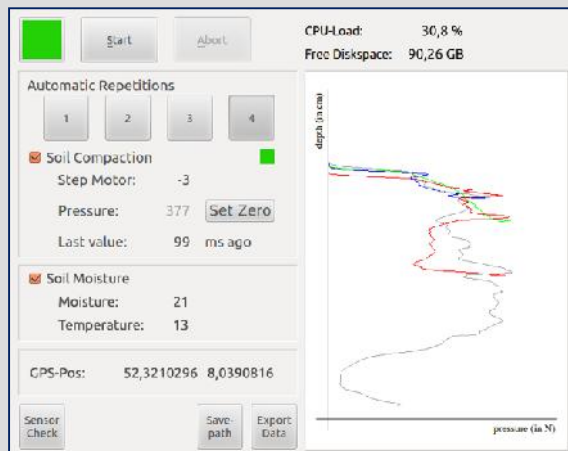 Start
Abort
CPU-Load: 30,8 %
Free Diskspace: 90,26 GB
Automatic Repetitions
1 2 3 4
Soil Compaction
Step Motor: -3
Pressure: 377 Set Zero
Last value: 99 ms ago
Soil Moisture
Moisture: 21
Temperature: 13
GPS-Pos: 52,3210296 8,0390816
Sensor
Check
Save-
path
Export
Data
depth (in cm)
pressure (in N)